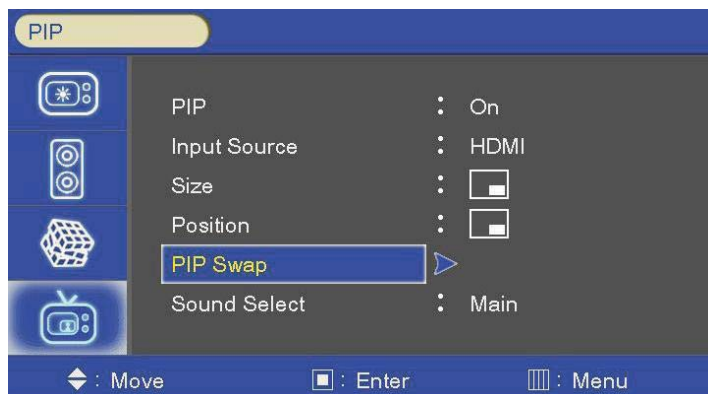 PIP
PIP : On
Input Source : HDMI
Size :
Position :
PIP Swap
Sound Select : Main
: Move : Enter : Menu